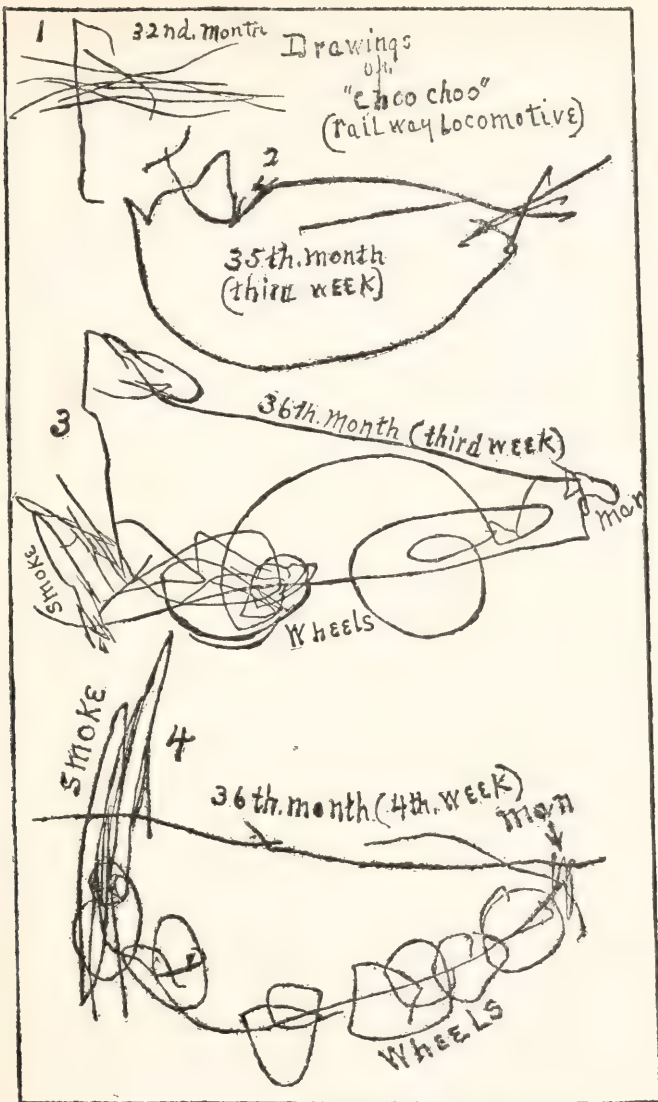 1
32nd. month
Drawings
of
"choo choo"
(railway Locomotive)
2
35th. month
(third week)
3
36th. month (third week)
man
Smoke
Wheels
4
Smoke
36th. month (4th. week)
man
Wheels